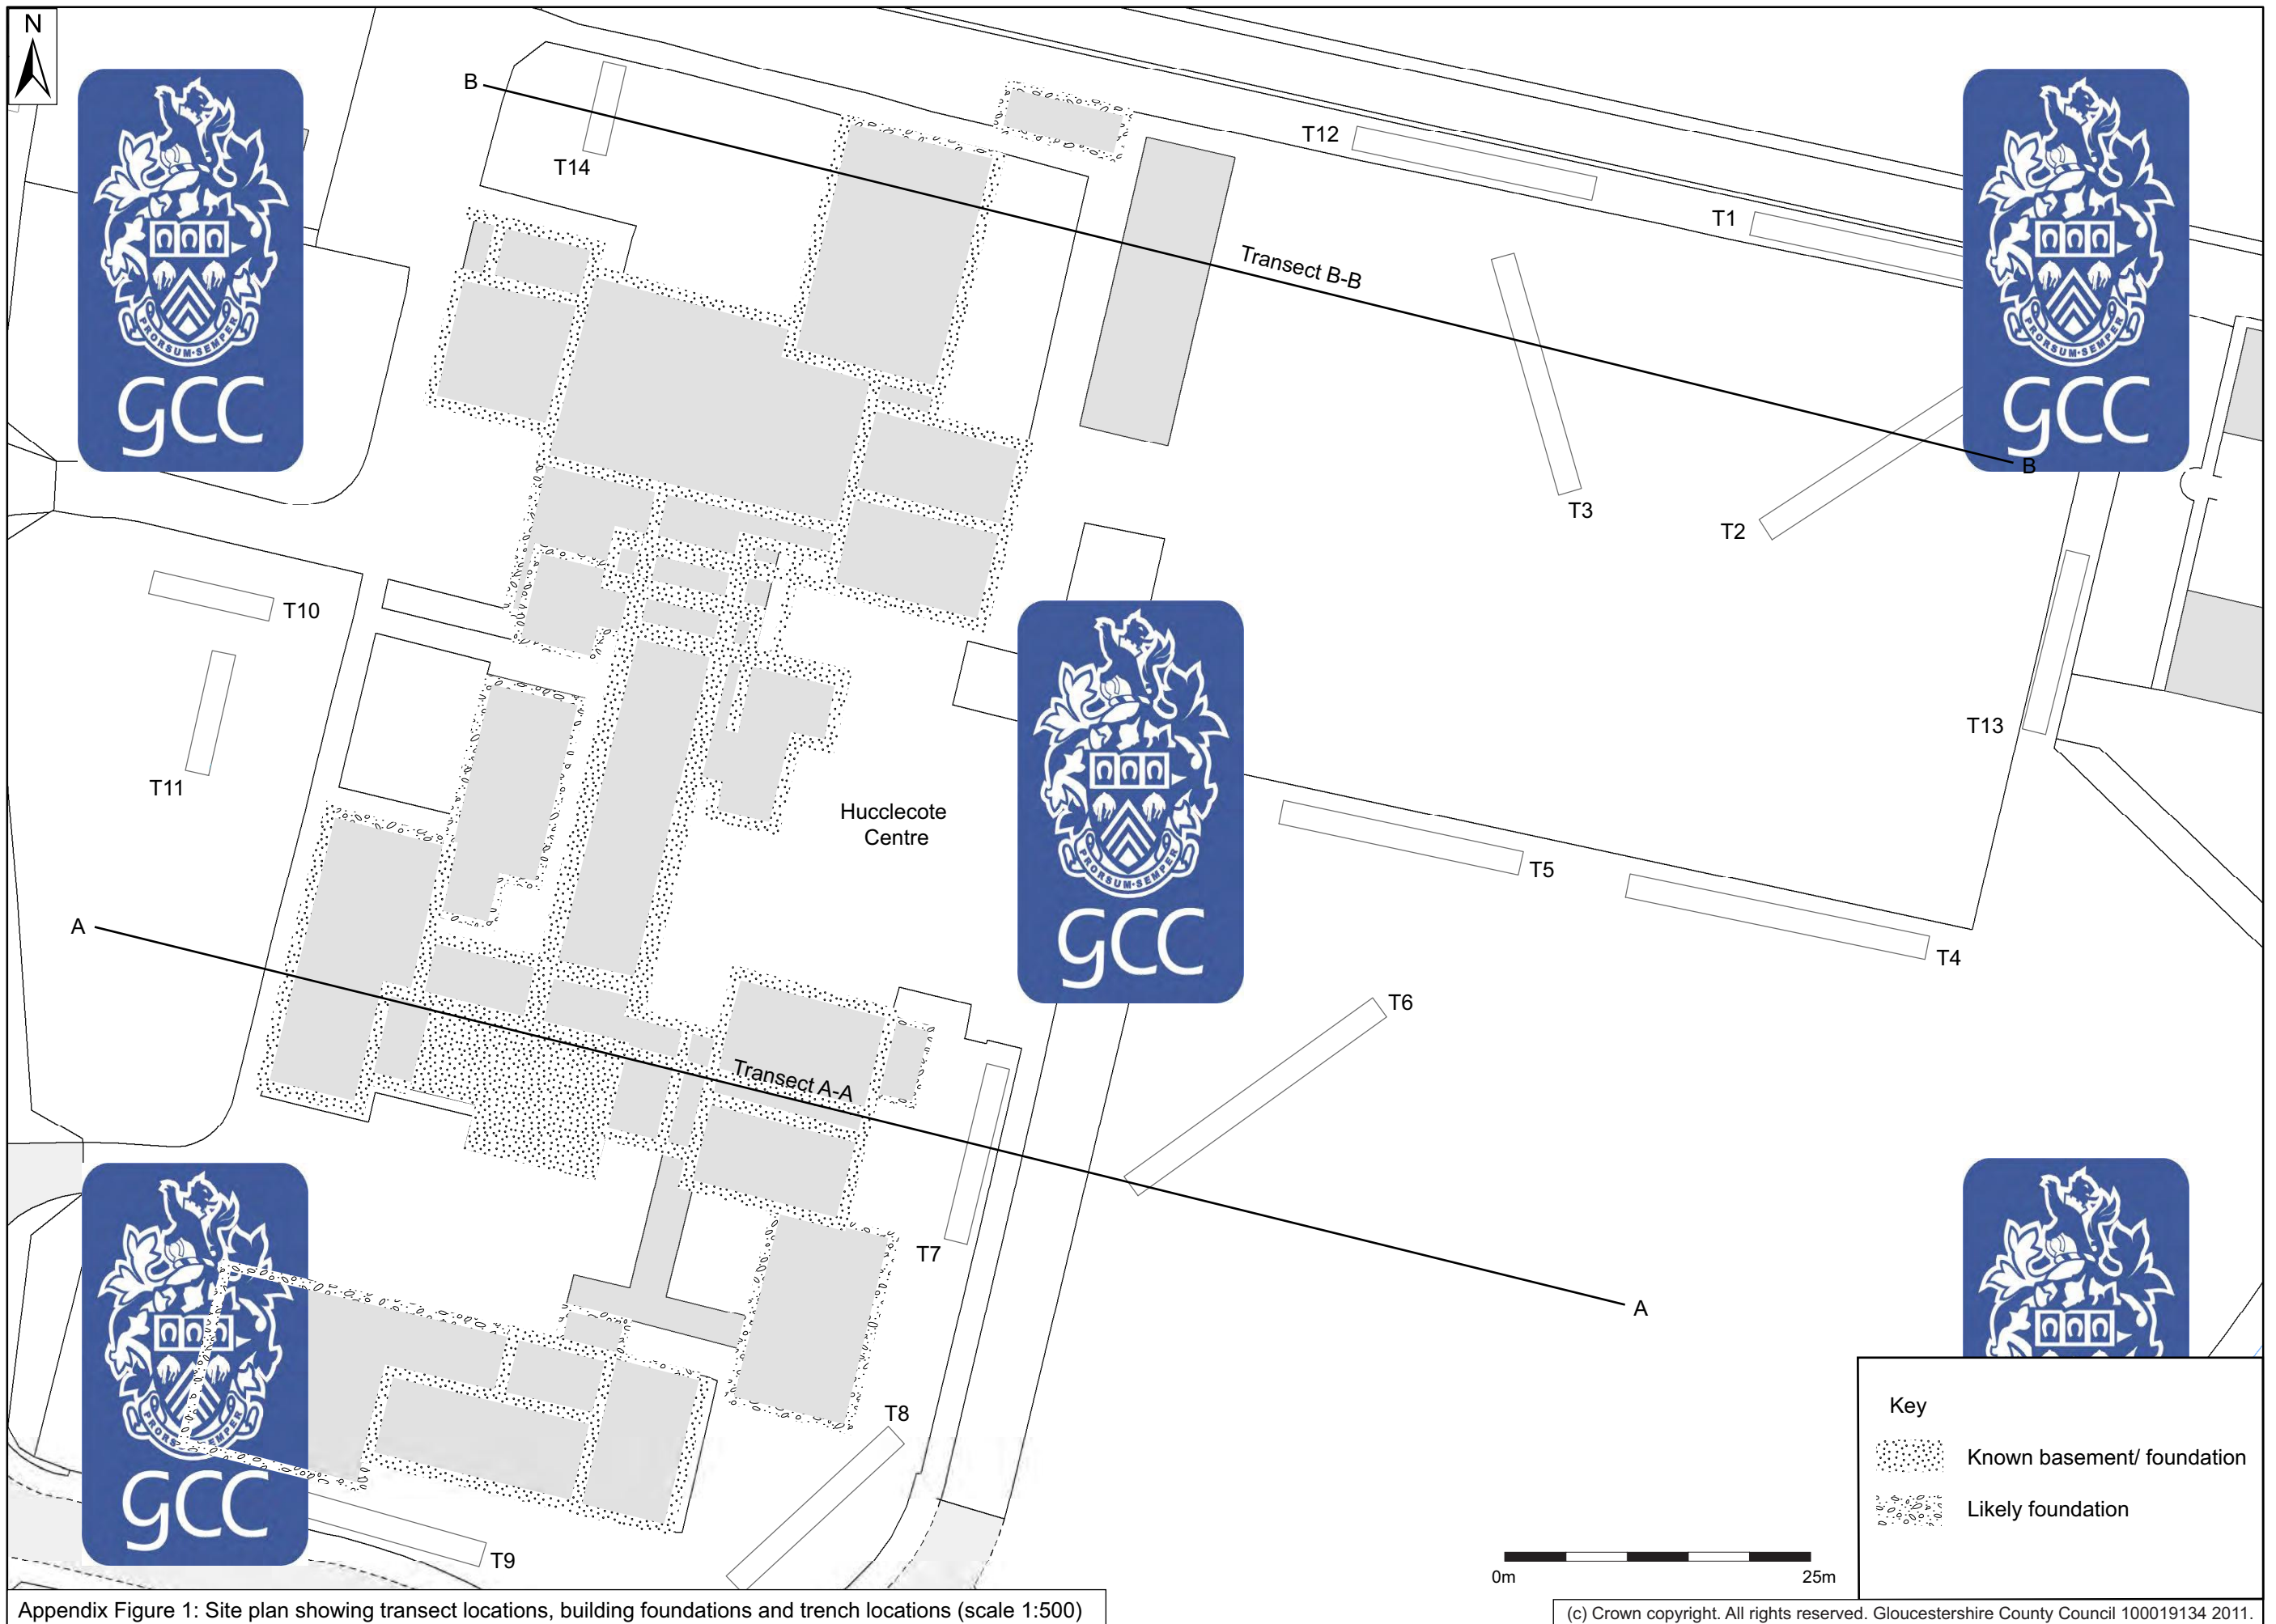 N
B
T14
T12
T1
Transect B-B
PRORSUM·SEMPER
GCC
PRORSUM·SEMPER
GCC
B
T3
T2
T10
T13
T11
Hucclecote
Centre
PRORSUM·SEMPER
GCC
T5
A
T4
T6
Transect A-A
T7
A
PRORSUM·SEMPER
GCC
T8
T9
Key
Known basement/ foundation
Likely foundation
0m
25m
Appendix Figure 1: Site plan showing transect locations, building foundations and trench locations (scale 1:500)
(c) Crown copyright. All rights reserved. Gloucestershire County Council 100019134 2011.